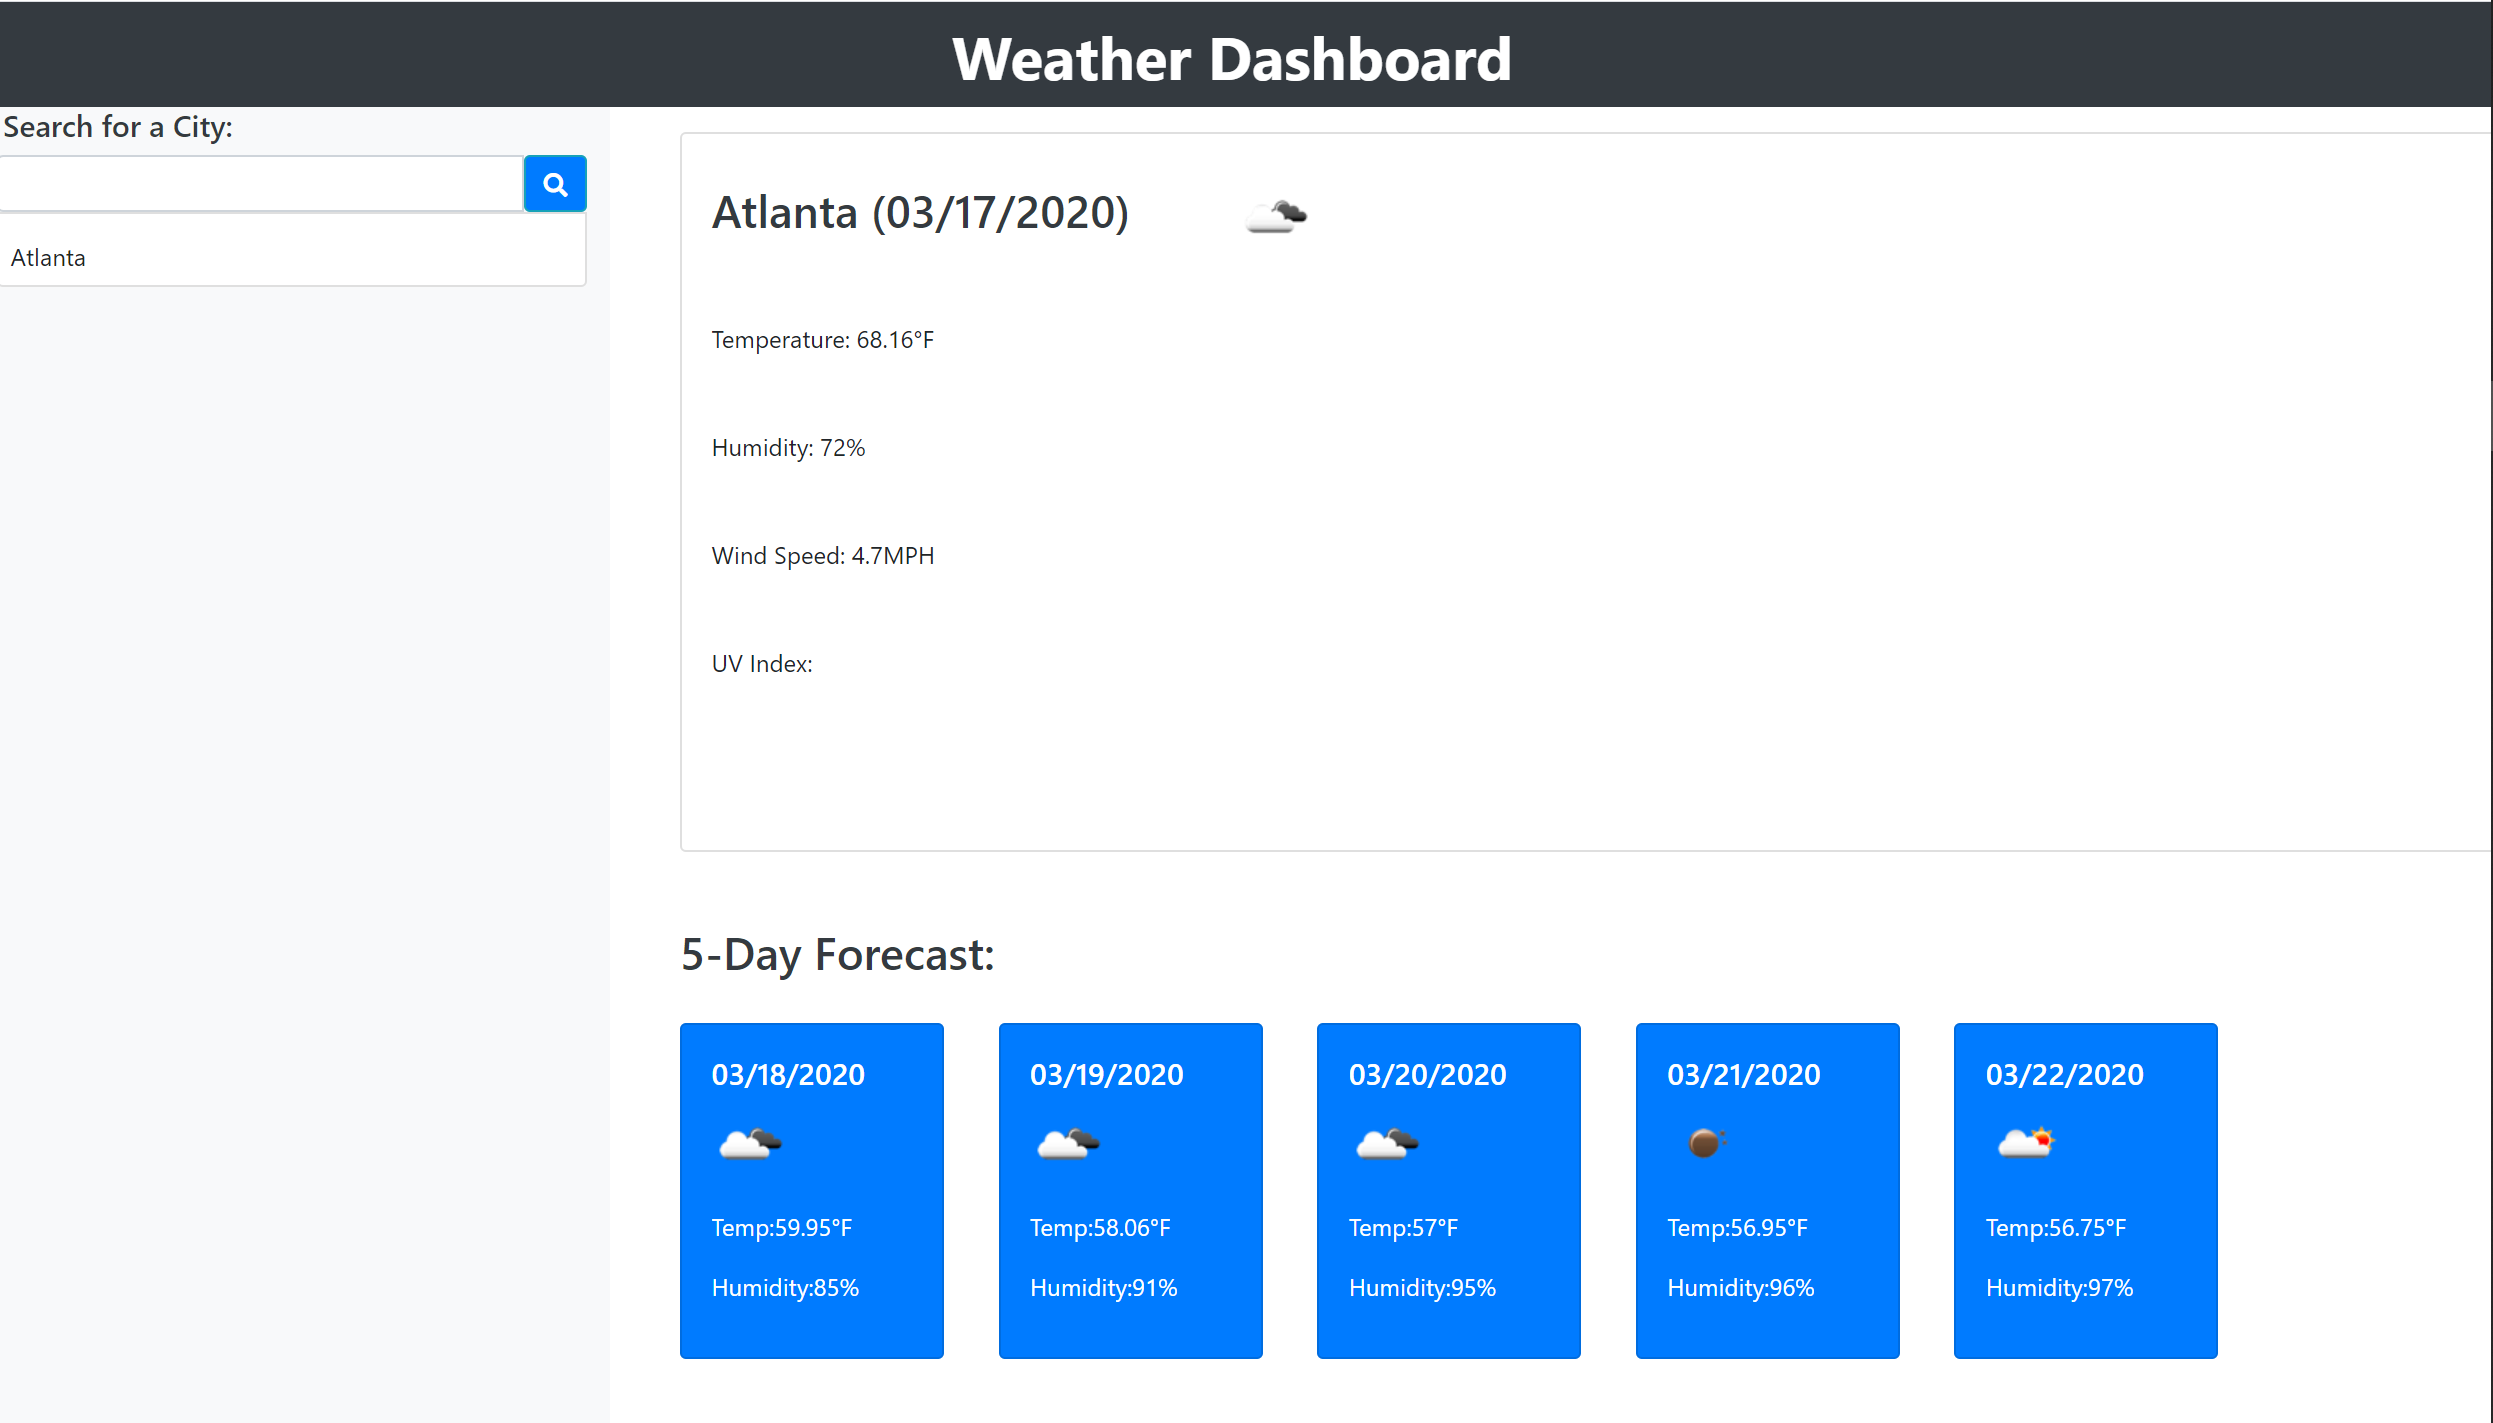 Weather Dashboard
Search for a City:
Atlanta
Atlanta (03/17/2020)
Temperature: 68.16°F
Humidity: 72%
Wind Speed: 4.7MPH
UV Index:
5-Day Forecast:
03/18/2020
Temp:59.95°F
Humidity:85%
03/19/2020
Temp:58.06°F
Humidity:91%
03/20/2020
Temp:57°F
Humidity:95%
03/21/2020
Temp:56.95°F
Humidity:96%
03/22/2020
Temp:56.75°F
Humidity:97%